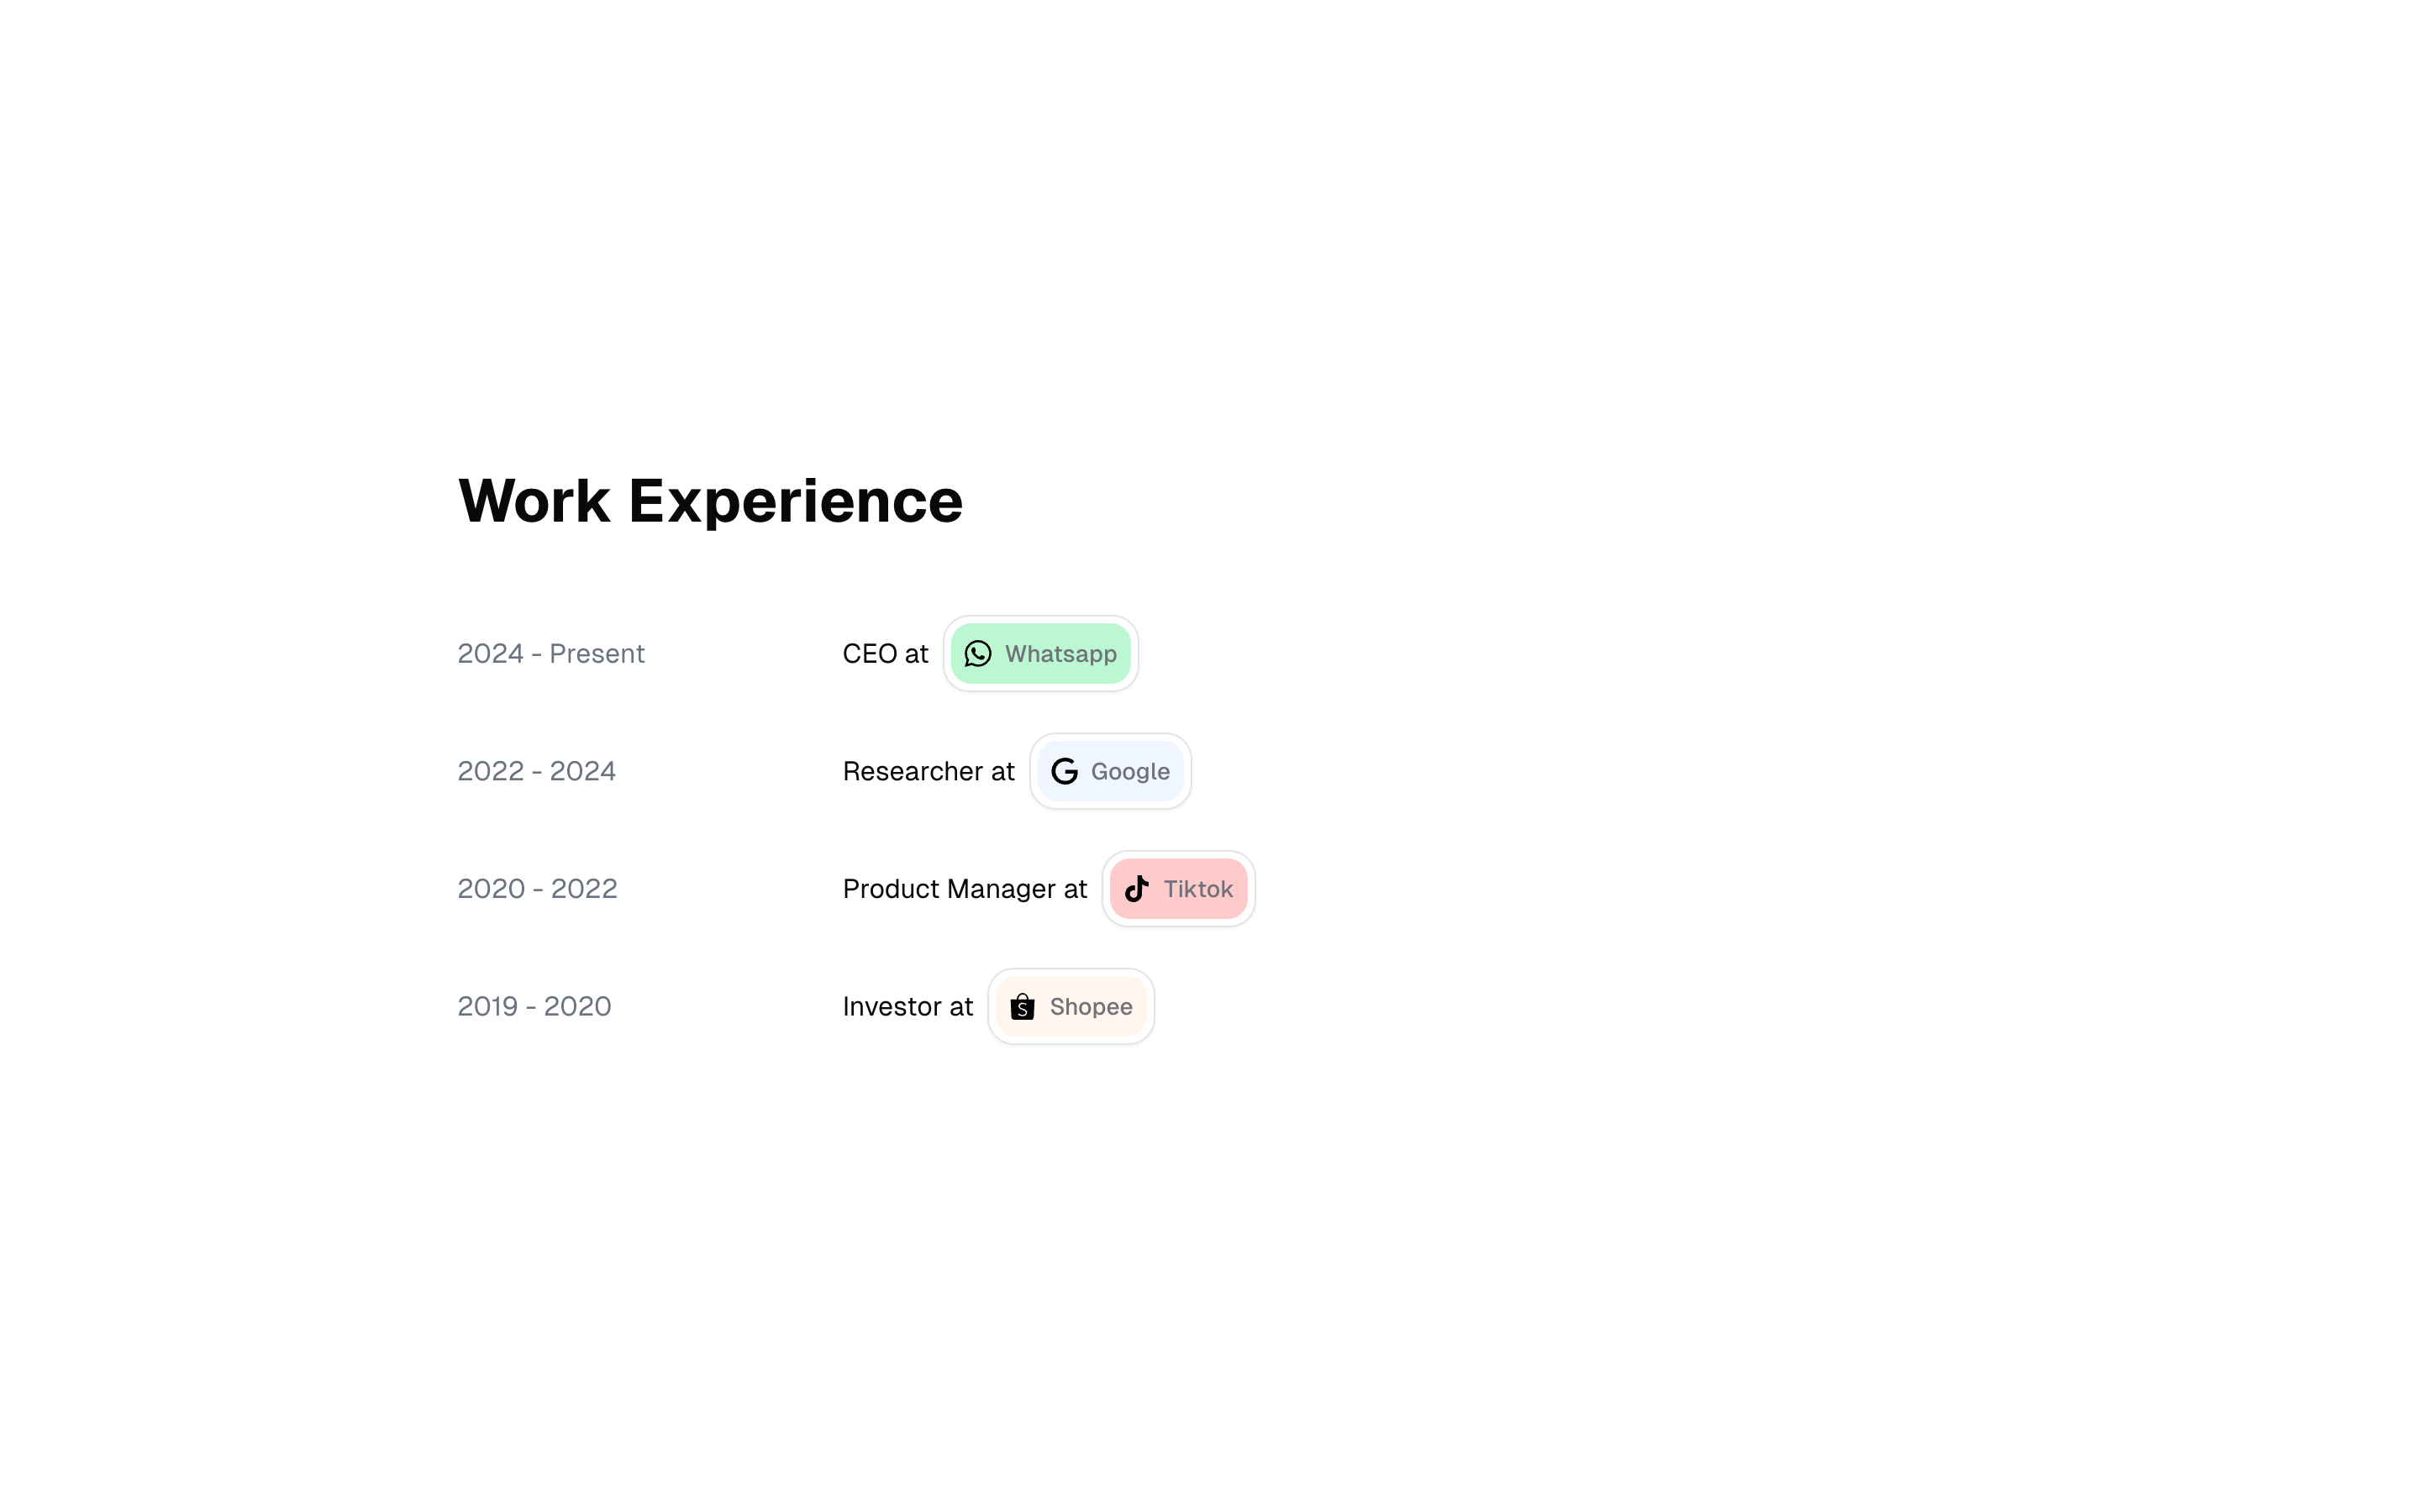 Work Experience
2024 - Present CEO at Whatsapp
2022 - 2024 Researcher at Google
2020 - 2022 Product Manager at Tiktok
2019 - 2020 Investor at Shopee